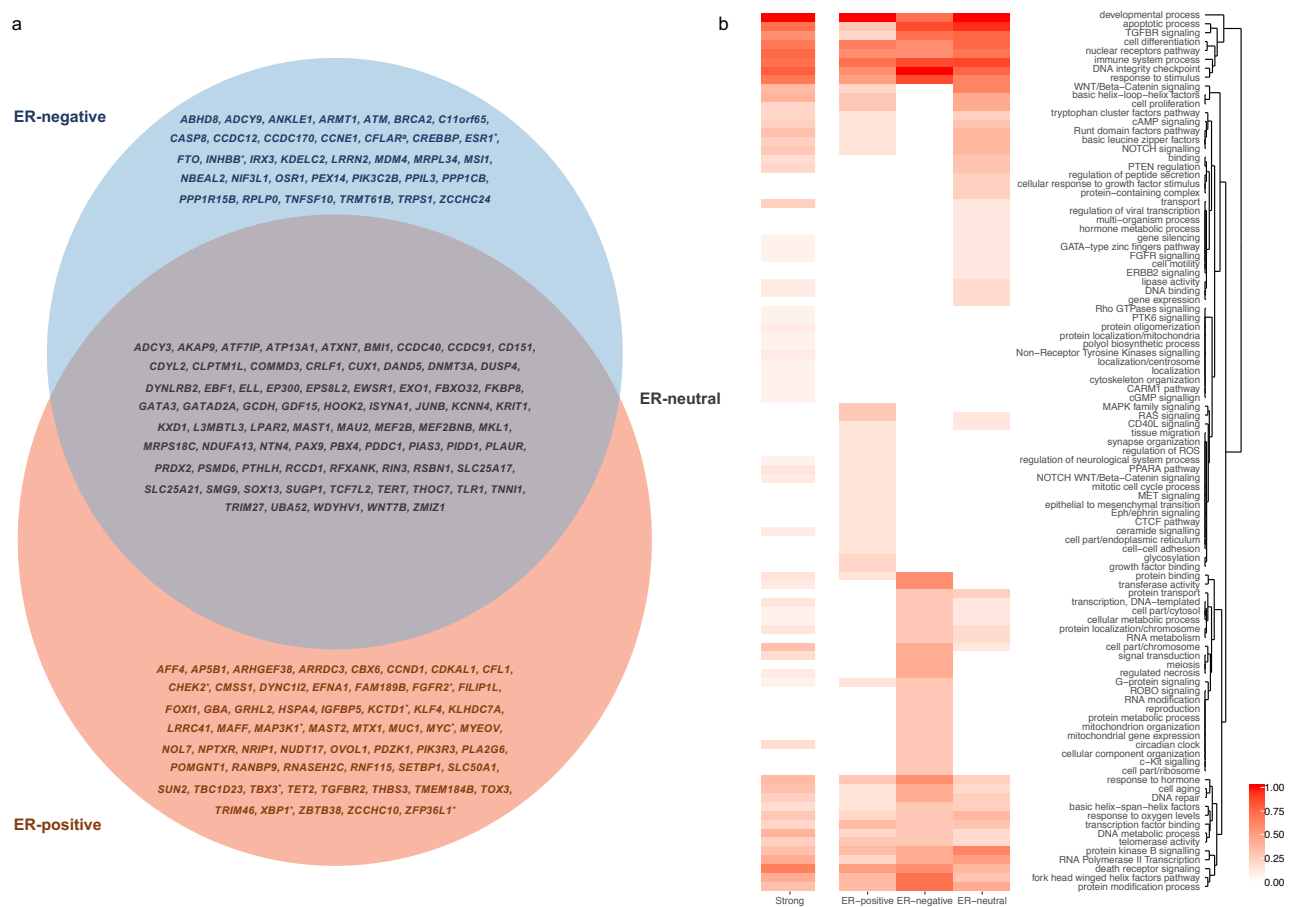 a
b
ER-negative
ABHD8, ADCY9, ANKLE1, ARMT1, ATM, BRCA2, C11orf65,
CASP8, CCDC12, CCDC170, CCNE1, CFLARª, CREBBP, ESR1*,
FTO, INHBB*, IRX3, KDELC2, LRRN2, MDM4, MRPL34, MSI1,
NBEAL2, NIF3L1, OSR1, PEX14, PIK3C2B, PPIL3, PPP1CB,
PPP1R15B, RPLP0, TNFSF10, TRMT61B, TRPS1, ZCCHC24
ER-neutral
ADCY3, AKAP9, ATF7IP, ATP13A1, ATXN7, BMI1, CCDC40, CCDC91, CD151,
CDYL2, CLPTM1L, COMMD3, CRLF1, CUX1, DAND5, DNMT3A, DUSP4,
DYNLRB2, EBF1, ELL, EP300, EPS8L2, EWSR1, EXO1, FBXO32, FKBP8,
GATA3, GATAD2A, GCDH, GDF15, HOOK2, ISYNA1, JUNB, KCNN4, KRIT1,
KXD1, L3MBTL3, LPAR2, MAST1, MAU2, MEF2B, MEF2BNB, MKL1,
MRPS18C, NDUFA13, NTN4, PAX9, PBX4, PDDC1, PIAS3, PIDD1, PLAUR,
PRDX2, PSMD6, PTHLH, RCCD1, RFXANK, RIN3, RSBN1, SLC25A17,
SLC25A21, SMG9, SOX13, SUGP1, TCF7L2, TERT, THOC7, TLR1, TNNI1,
TRIM27, UBA52, WDYHV1, WNT7B, ZMIZ1
AFF4, AP5B1, ARHGEF38, ARRDC3, CBX6, CCND1, CDKAL1, CFL1,
CHEK2*, CMSS1, DYNC1I2, EFNA1, FAM189B, FGFR2*, FILIP1L,
FOXI1, GBA, GRHL2, HSPA4, IGFBP5, KCTD1*, KLF4, KLHDC7A,
LRRC41, MAFF, MAP3K1*, MAST2, MTX1, MUC1, MYC*, MYEOV,
NOL7, NPTXR, NRIP1, NUDT17, OVOL1, PDZK1, PIK3R3, PLA2G6,
POMGNT1, RANBP9, RNASEH2C, RNF115, SETBP1, SLC50A1,
SUN2, TBC1D23, TBX3*, TET2, TGFBR2, THBS3, TMEM184B, TOX3,
TRIM46, XBP1*, ZBTB38, ZCCHC10, ZFP36L1*
ER-positive
developmental process
apoptotic process
TGFBR signaling
cell differentiation
nuclear receptors pathway
immune system process
DNA integrity checkpoint
response to stimulus
WNT/Beta-Catenin signaling
basic helix-loop-helix factors
cell proliferation
tryptophan cluster factors pathway
cAMP signaling
Runt domain factors pathway
basic leucine zipper factors
NOTCH signalling
binding
PTEN regulation
regulation of peptide secretion
cellular response to growth factor stimulus
protein-containing complex
transport
regulation of viral transcription
multi-organism process
hormone metabolic process
gene silencing
GATA-type zinc fingers pathway
FGFR signalling
cell motility
ERBB2 signaling
lipase activity
DNA binding
gene expression
Rho GTPases signalling
PTK6 signalling
protein oligomerization
protein localization/mitochondria
polyol biosynthetic process
Non-Receptor Tyrosine Kinases signalling
localization/centrosome
localization
cytoskeleton organization
CARM1 pathway
cGMP signallign
MAPK family signaling
RAS signaling
CD40L signaling
tissue migration
synapse organization
regulation of ROS
regulation of neurological system process
PPARA pathway
NOTCH WNT/Beta-Catenin signaling
mitotic cell cycle process
MET signaling
epithelial to mesenchymal transition
Eph/ephrin signaling
CTCF pathway
ceramide signalling
cell part/endoplasmic reticulum
cell-cell adhesion
glycosylation
growth factor binding
protein binding
transferase activity
protein transport
transcription, DNA-templated
cell part/cytosol
cellular metabolic process
protein localization/chromosome
RNA metabolism
cell part/chromosome
signal transduction
meiosis
regulated necrosis
G-protein signaling
ROBO signaling
RNA modification
reproduction
protein metabolic process
mitochondrion organization
mitochondrial gene expression
circadian clock
cellular component organization
c-Kit sigalling
cell part/ribosome
response to hormone
cell aging
DNA repair
basic helix-span-helix factors
response to oxygen levels
transcription factor binding
DNA metabolic process
telomerase activity
protein kinase B signalling
RNA Polymerase II Transcription
death receptor signalling
fork head winged helix factors pathway
protein modification process
Strong ER-positive ER-negative ER-neutral
1.00
0.75
0.50
0.25
0.00